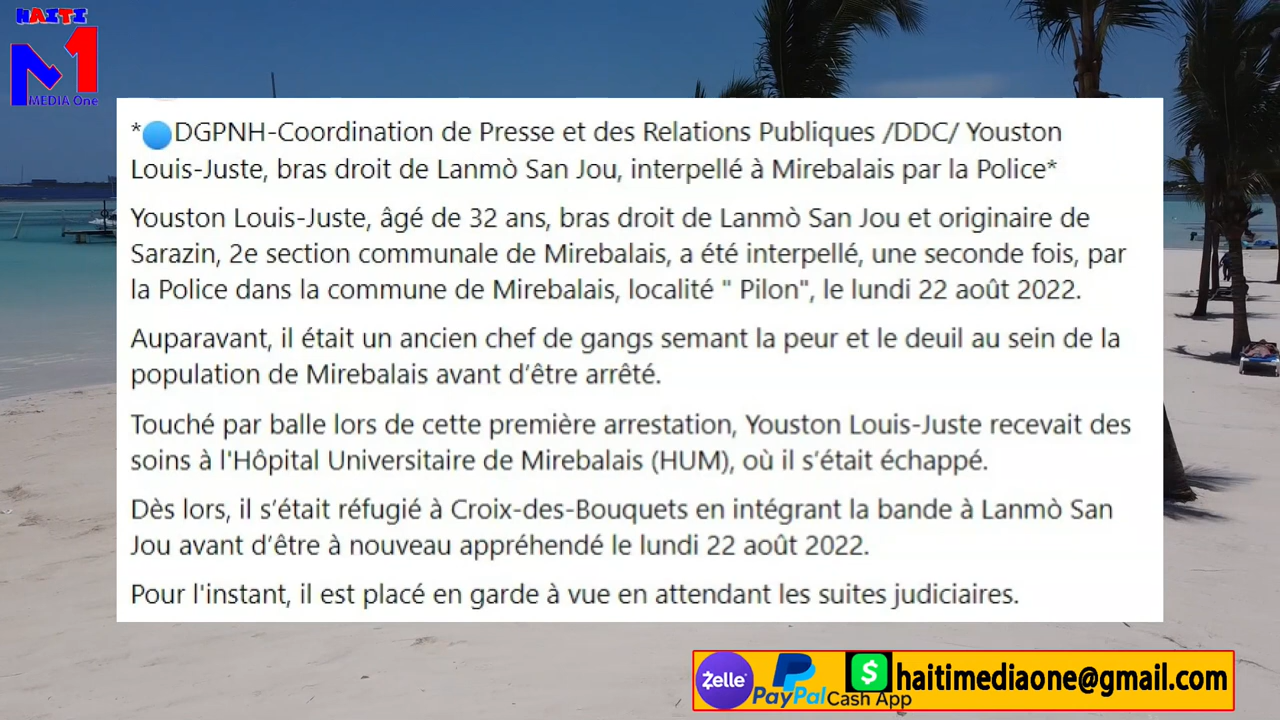 HAITI
M1
MEDIA One
*DGPNH-Coordination de Presse et des Relations Publiques /DDC/ Youston
Louis-Juste, bras droit de Lanmò San Jou, interpellé à Mirebalais par la Police*
Youston Louis-Juste, âgé de 32 ans, bras droit de Lanmò San Jou et originaire de
Sarazin, 2e section communale de Mirebalais, a été interpellé, une seconde fois, par
la Police dans la commune de Mirebalais, localité " Pilon", le lundi 22 août 2022.
Auparavant, il était un ancien chef de gangs semant la peur et le deuil au sein de la
population de Mirebalais avant d’être arrêté.
Touché par balle lors de cette première arrestation, Youston Louis-Juste recevait des
soins à l'Hôpital Universitaire de Mirebalais (HUM), où il s’était échappé.
Dès lors, il s’était réfugié à Croix-des-Bouquets en intégrant la bande à Lanmò San
Jou avant d’être à nouveau appréhendé le lundi 22 août 2022.
Pour l'instant, il est placé en garde à vue en attendant les suites judiciaires.
Zelle
PayPal
$
Cash App
haitimediaone@gmail.com